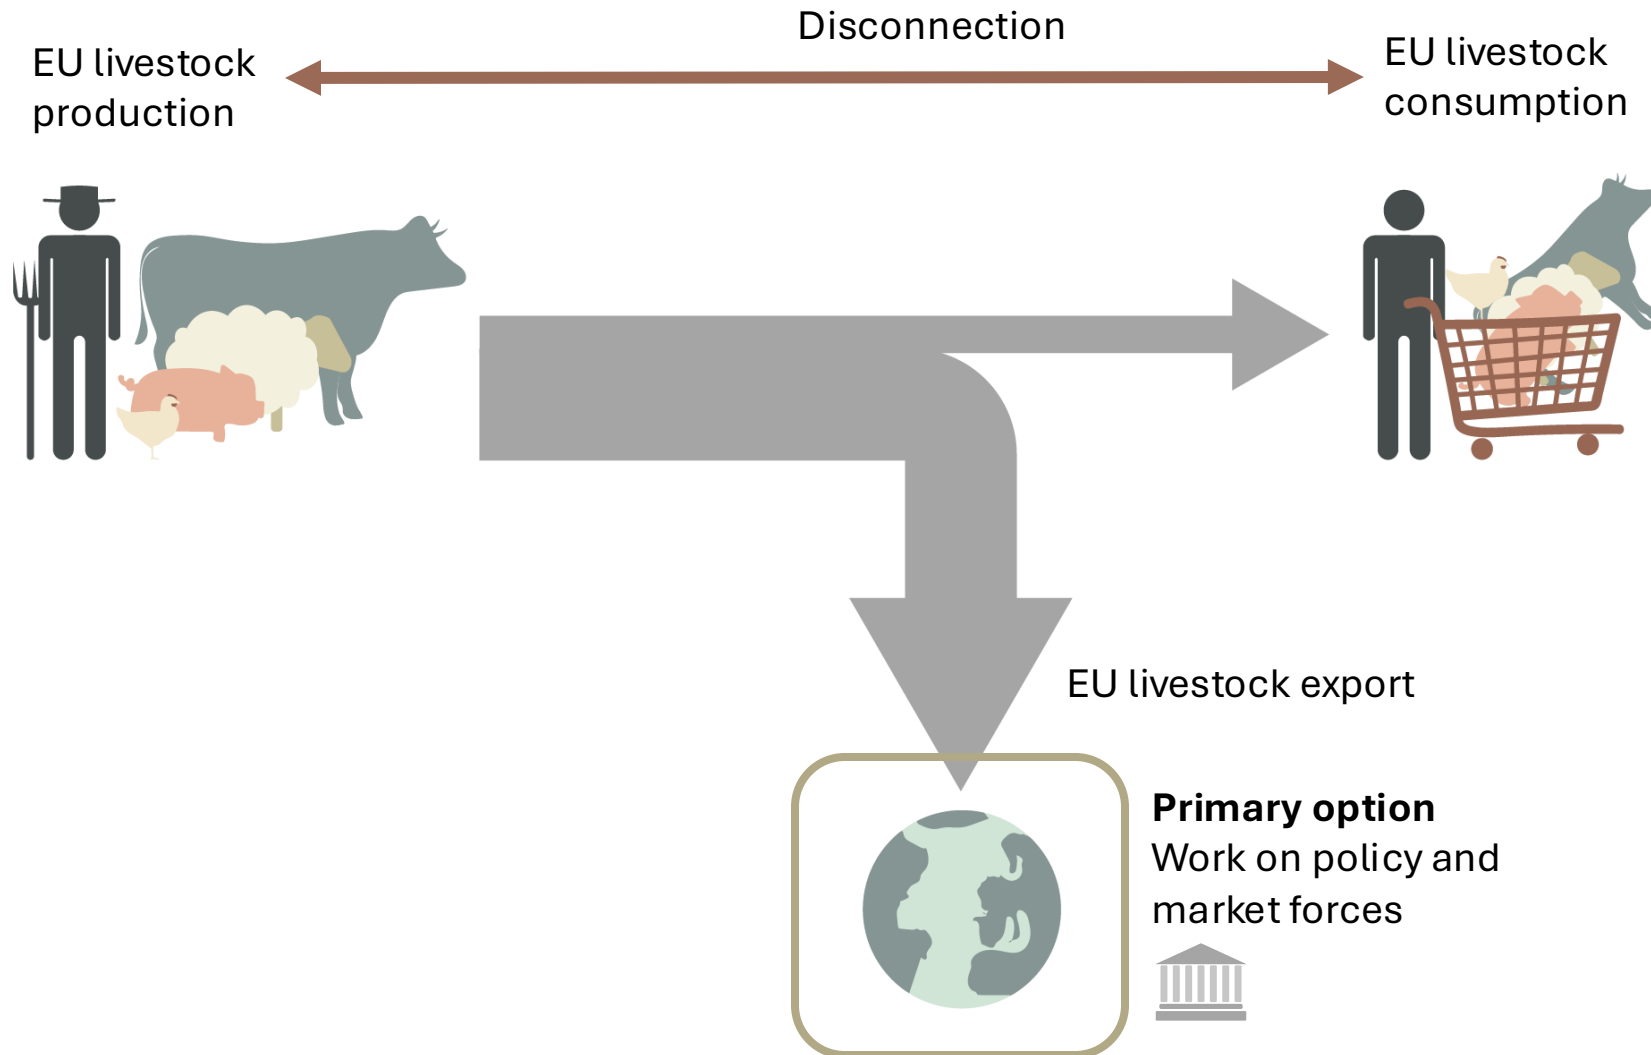 Disconnection
EU livestock
production
EU livestock
consumption
EU livestock export
Primary option
Work on policy and
market forces